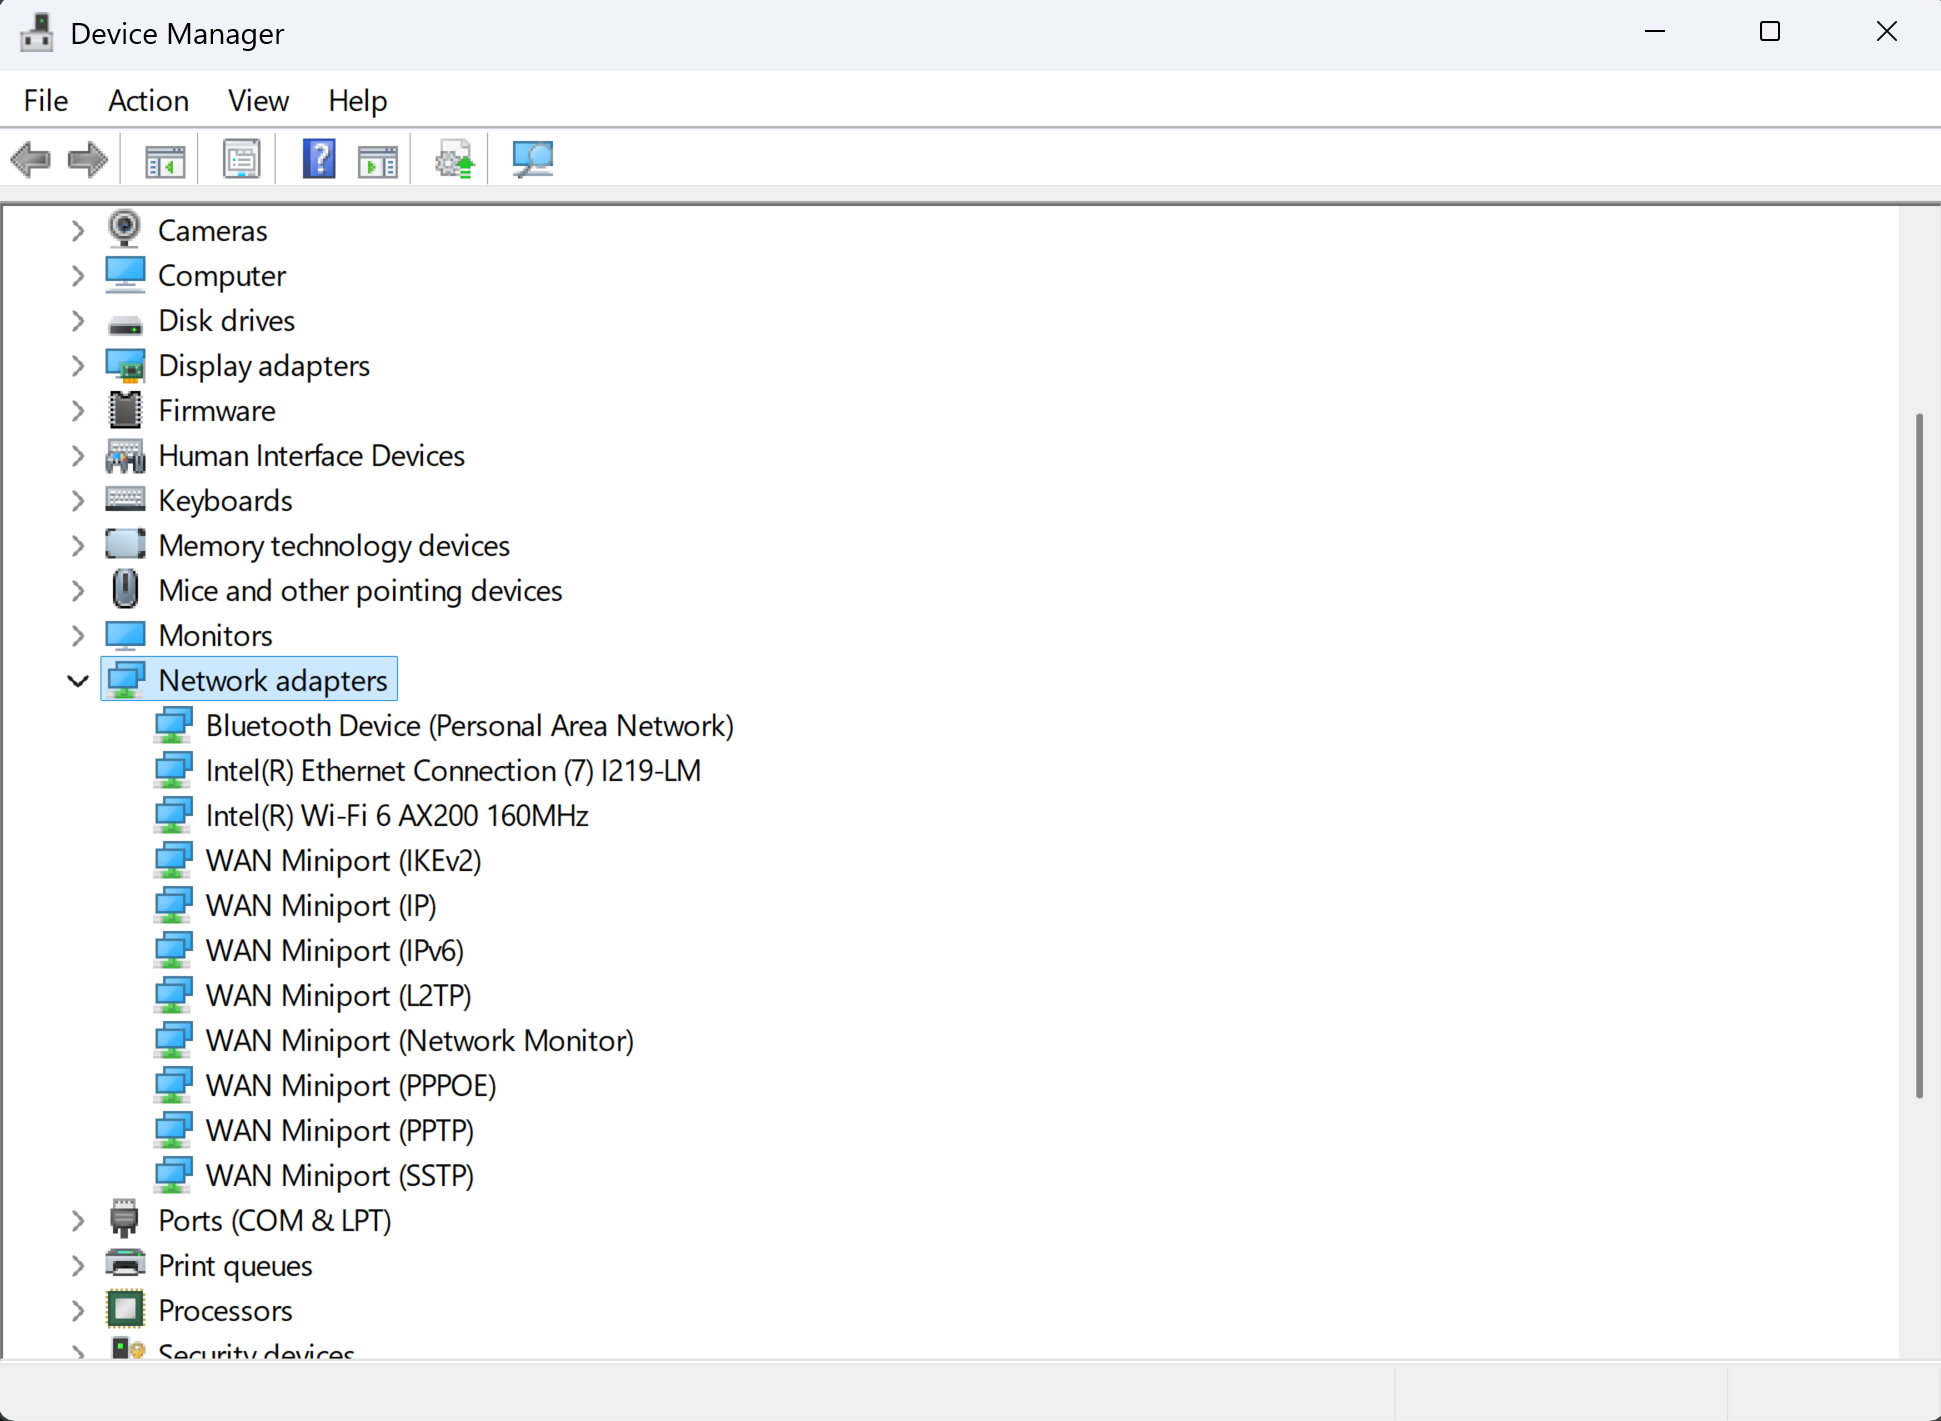 Device Manager
File Action View Help
Cameras
Computer
Disk drives
Display adapters
Firmware
Human Interface Devices
Keyboards
Memory technology devices
Mice and other pointing devices
Monitors
Network adapters
Bluetooth Device (Personal Area Network)
Intel(R) Ethernet Connection (7) I219-LM
Intel(R) Wi-Fi 6 AX200 160MHz
WAN Miniport (IKEv2)
WAN Miniport (IP)
WAN Miniport (IPv6)
WAN Miniport (L2TP)
WAN Miniport (Network Monitor)
WAN Miniport (PPPOE)
WAN Miniport (PPTP)
WAN Miniport (SSTP)
Ports (COM & LPT)
Print queues
Processors
Security devices